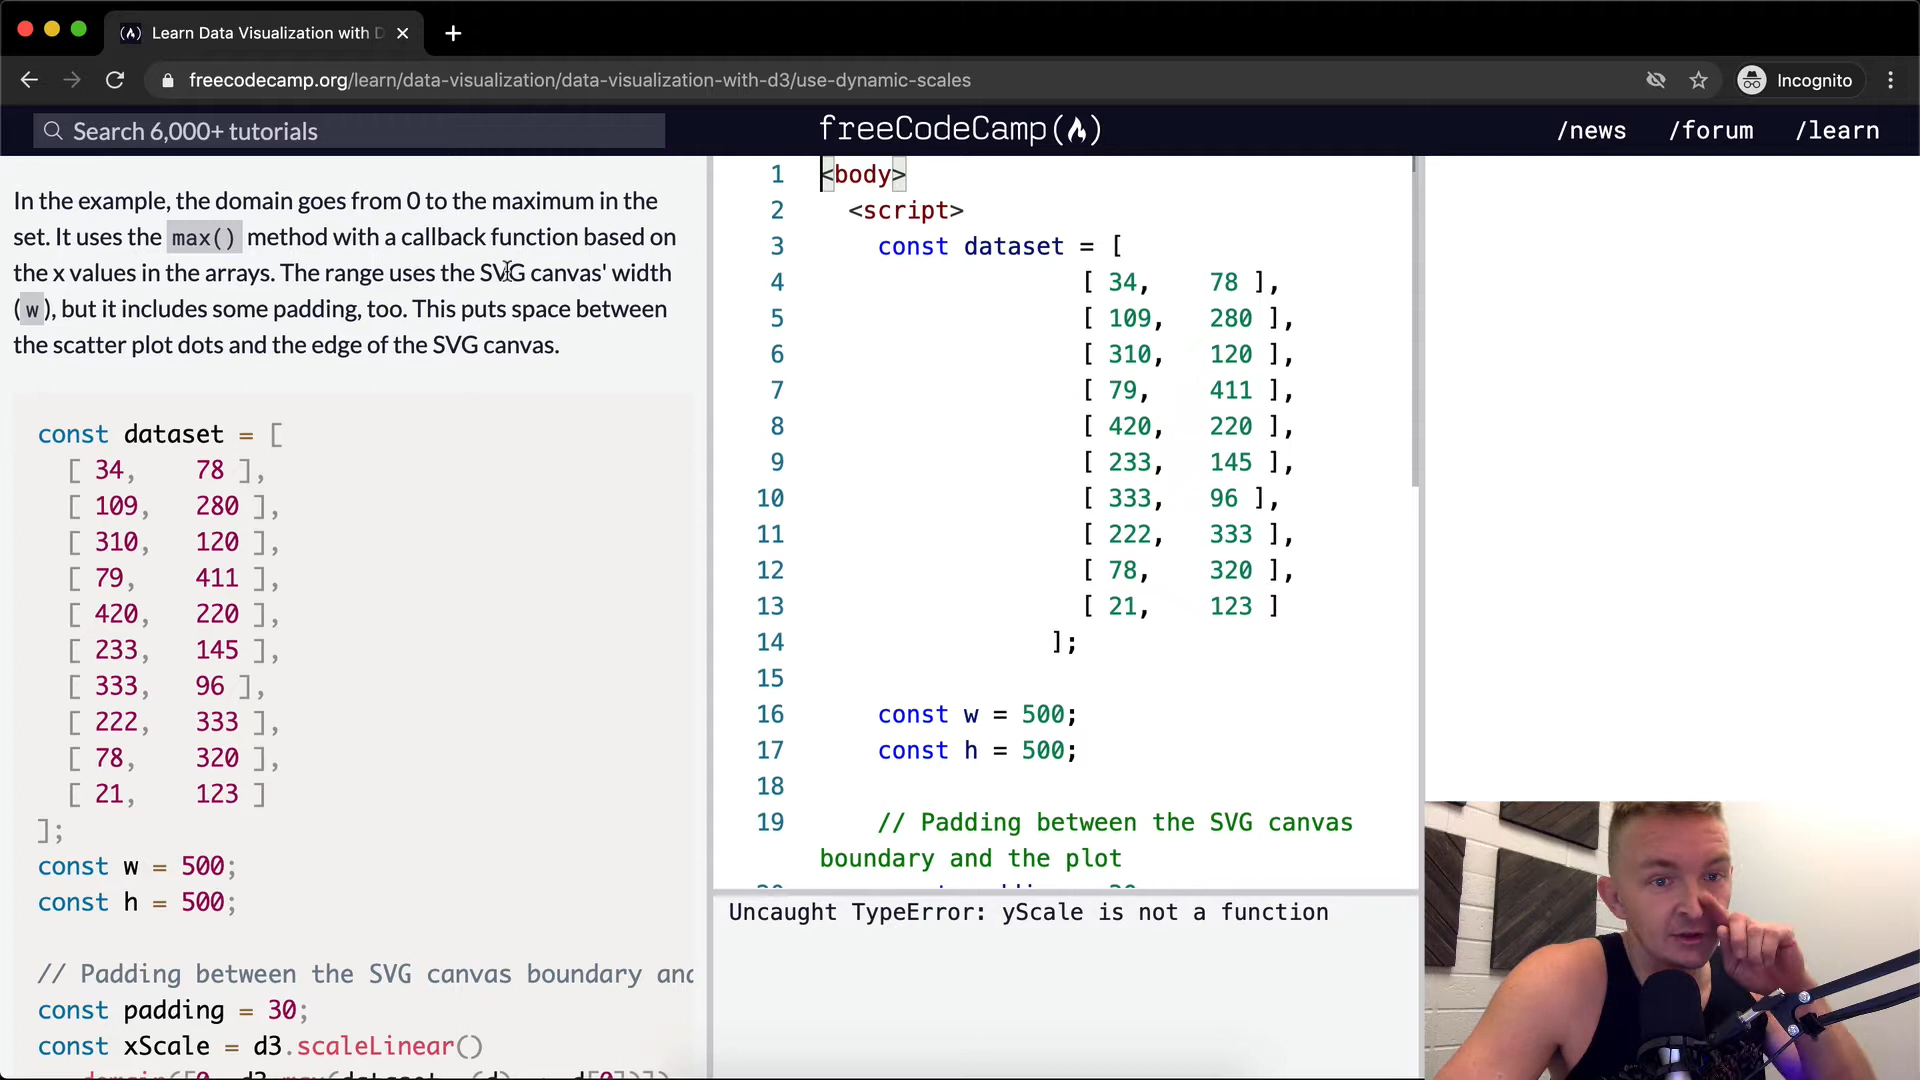 Learn Data Visualization with D
freecodecamp.org/learn/data-visualization/data-visualization-with-d3/use-dynamic-scales
Incognito
Search 6,000+ tutorials
freeCodeCamp
/news
/forum
/learn
In the example, the domain goes from 0 to the maximum in the
set. It uses the max() method with a callback function based on
the x values in the arrays. The range uses the SVG canvas' width
(w), but it includes some padding, too. This puts space between
the scatter plot dots and the edge of the SVG canvas.
const dataset = [
[ 34, 78 ],
[ 109, 280 ],
[ 310, 120 ],
[ 79, 411 ],
[ 420, 220 ],
[ 233, 145 ],
[ 333, 96 ],
[ 222, 333 ],
[ 78, 320 ],
[ 21, 123 ]
];
const w = 500;
const h = 500;
// Padding between the SVG canvas boundary and
const padding = 30;
const xScale = d3.scaleLinear()
1 <body>
2 <script>
3 const dataset = [
4 [ 34, 78 ],
5 [ 109, 280 ],
6 [ 310, 120 ],
7 [ 79, 411 ],
8 [ 420, 220 ],
9 [ 233, 145 ],
10 [ 333, 96 ],
11 [ 222, 333 ],
12 [ 78, 320 ],
13 [ 21, 123 ]
14 ];
15
16 const w = 500;
17 const h = 500;
18
19 // Padding between the SVG canvas
boundary and the plot
Uncaught TypeError: yScale is not a function